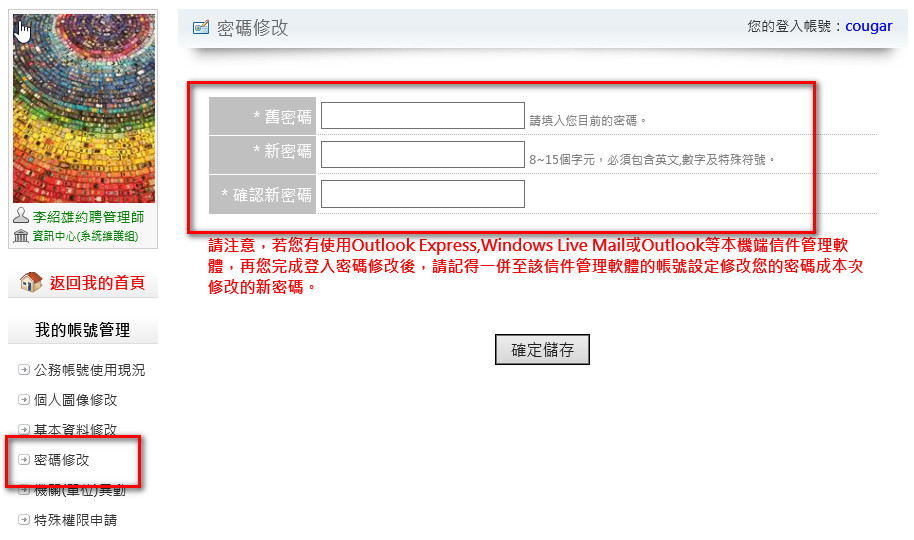 密碼修改
您的登入帳號：cougar
* 舊密碼
請填入您目前的密碼。
* 新密碼
8~15個字元，必須包含英文,數字及特殊符號。
* 確認新密碼
請注意，若您有使用Outlook Express,Windows Live Mail或Outlook等本機端信件管理軟
體，再您完成登入密碼修改後，請記得一併至該信件管理軟體的帳號設定修改您的密碼成本次
修改的新密碼。
確定儲存
李紹雄約聘管理師
資訊中心(系統維護組)
返回我的首頁
我的帳號管理
公務帳號使用現況
個人圖像修改
基本資料修改
密碼修改
機關(單位)異動
特殊權限申請